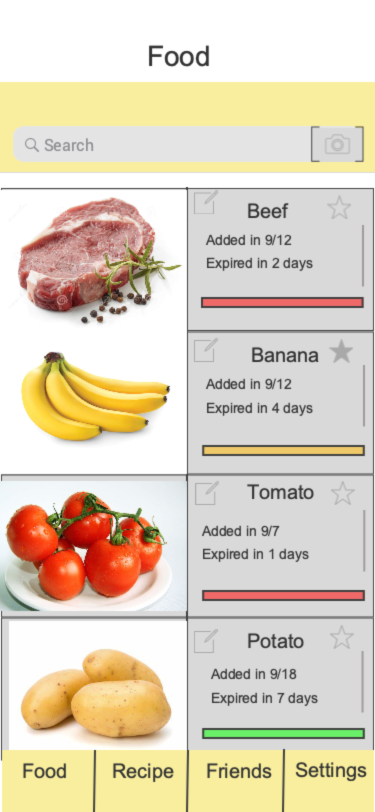 Food
Search
Beef
Added in 9/12
Expired in 2 days
Banana
Added in 9/12
Expired in 4 days
Tomato
Added in 9/7
Expired in 1 days
Potato
Added in 9/18
Expired in 7 days
Food
Recipe
Friends
Settings